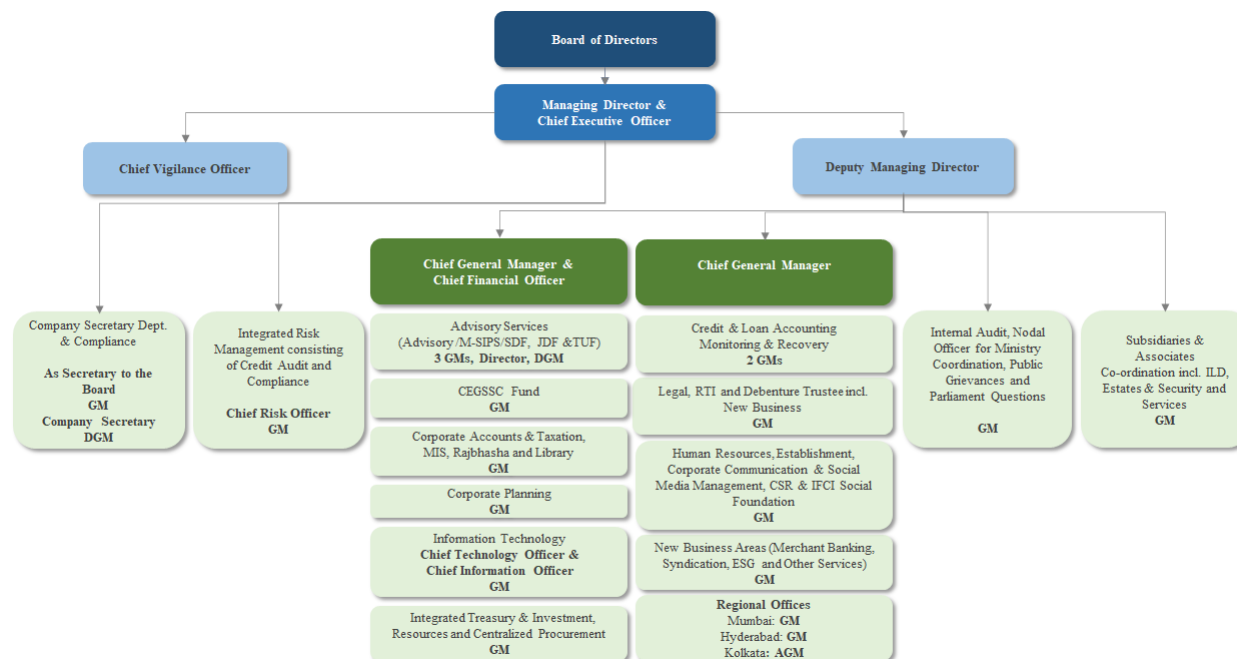 Board of Directors
Managing Director &
Chief Executive Officer
Chief Vigilance Officer
Deputy Managing Director
Chief General Manager &
Chief Financial Officer
Chief General Manager
Company Secretary Dept.
& Compliance
As Secretary to the
Board
GM
Company Secretary
DGM
Integrated Risk
Management consisting
of Credit Audit and
Compliance
Chief Risk Officer
GM
Advisory Services
(Advisory /M-SIPS/SDF, JDF &TUF)
3 GMs, Director, DGM
CEGSSC Fund
GM
Corporate Accounts & Taxation,
MIS, Rajbhasha and Library
GM
Corporate Planning
GM
Information Technology
Chief Technology Officer &
Chief Information Officer
GM
Integrated Treasury & Investment,
Resources and Centralized Procurement
GM
Credit & Loan Accounting
Monitoring & Recovery
2 GMs
Legal, RTI and Debenture Trustee incl.
New Business
GM
Human Resources, Establishment,
Corporate Communication & Social
Media Management, CSR & IFCI Social
Foundation
GM
New Business Areas (Merchant Banking,
Syndication, ESG and Other Services)
GM
Regional Offices
Mumbai: GM
Hyderabad: GM
Kolkata: AGM
Internal Audit, Nodal
Officer for Ministry
Coordination, Public
Grievances and
Parliament Questions
GM
Subsidiaries &
Associates
Co-ordination incl. ILD,
Estates & Security and
Services
GM